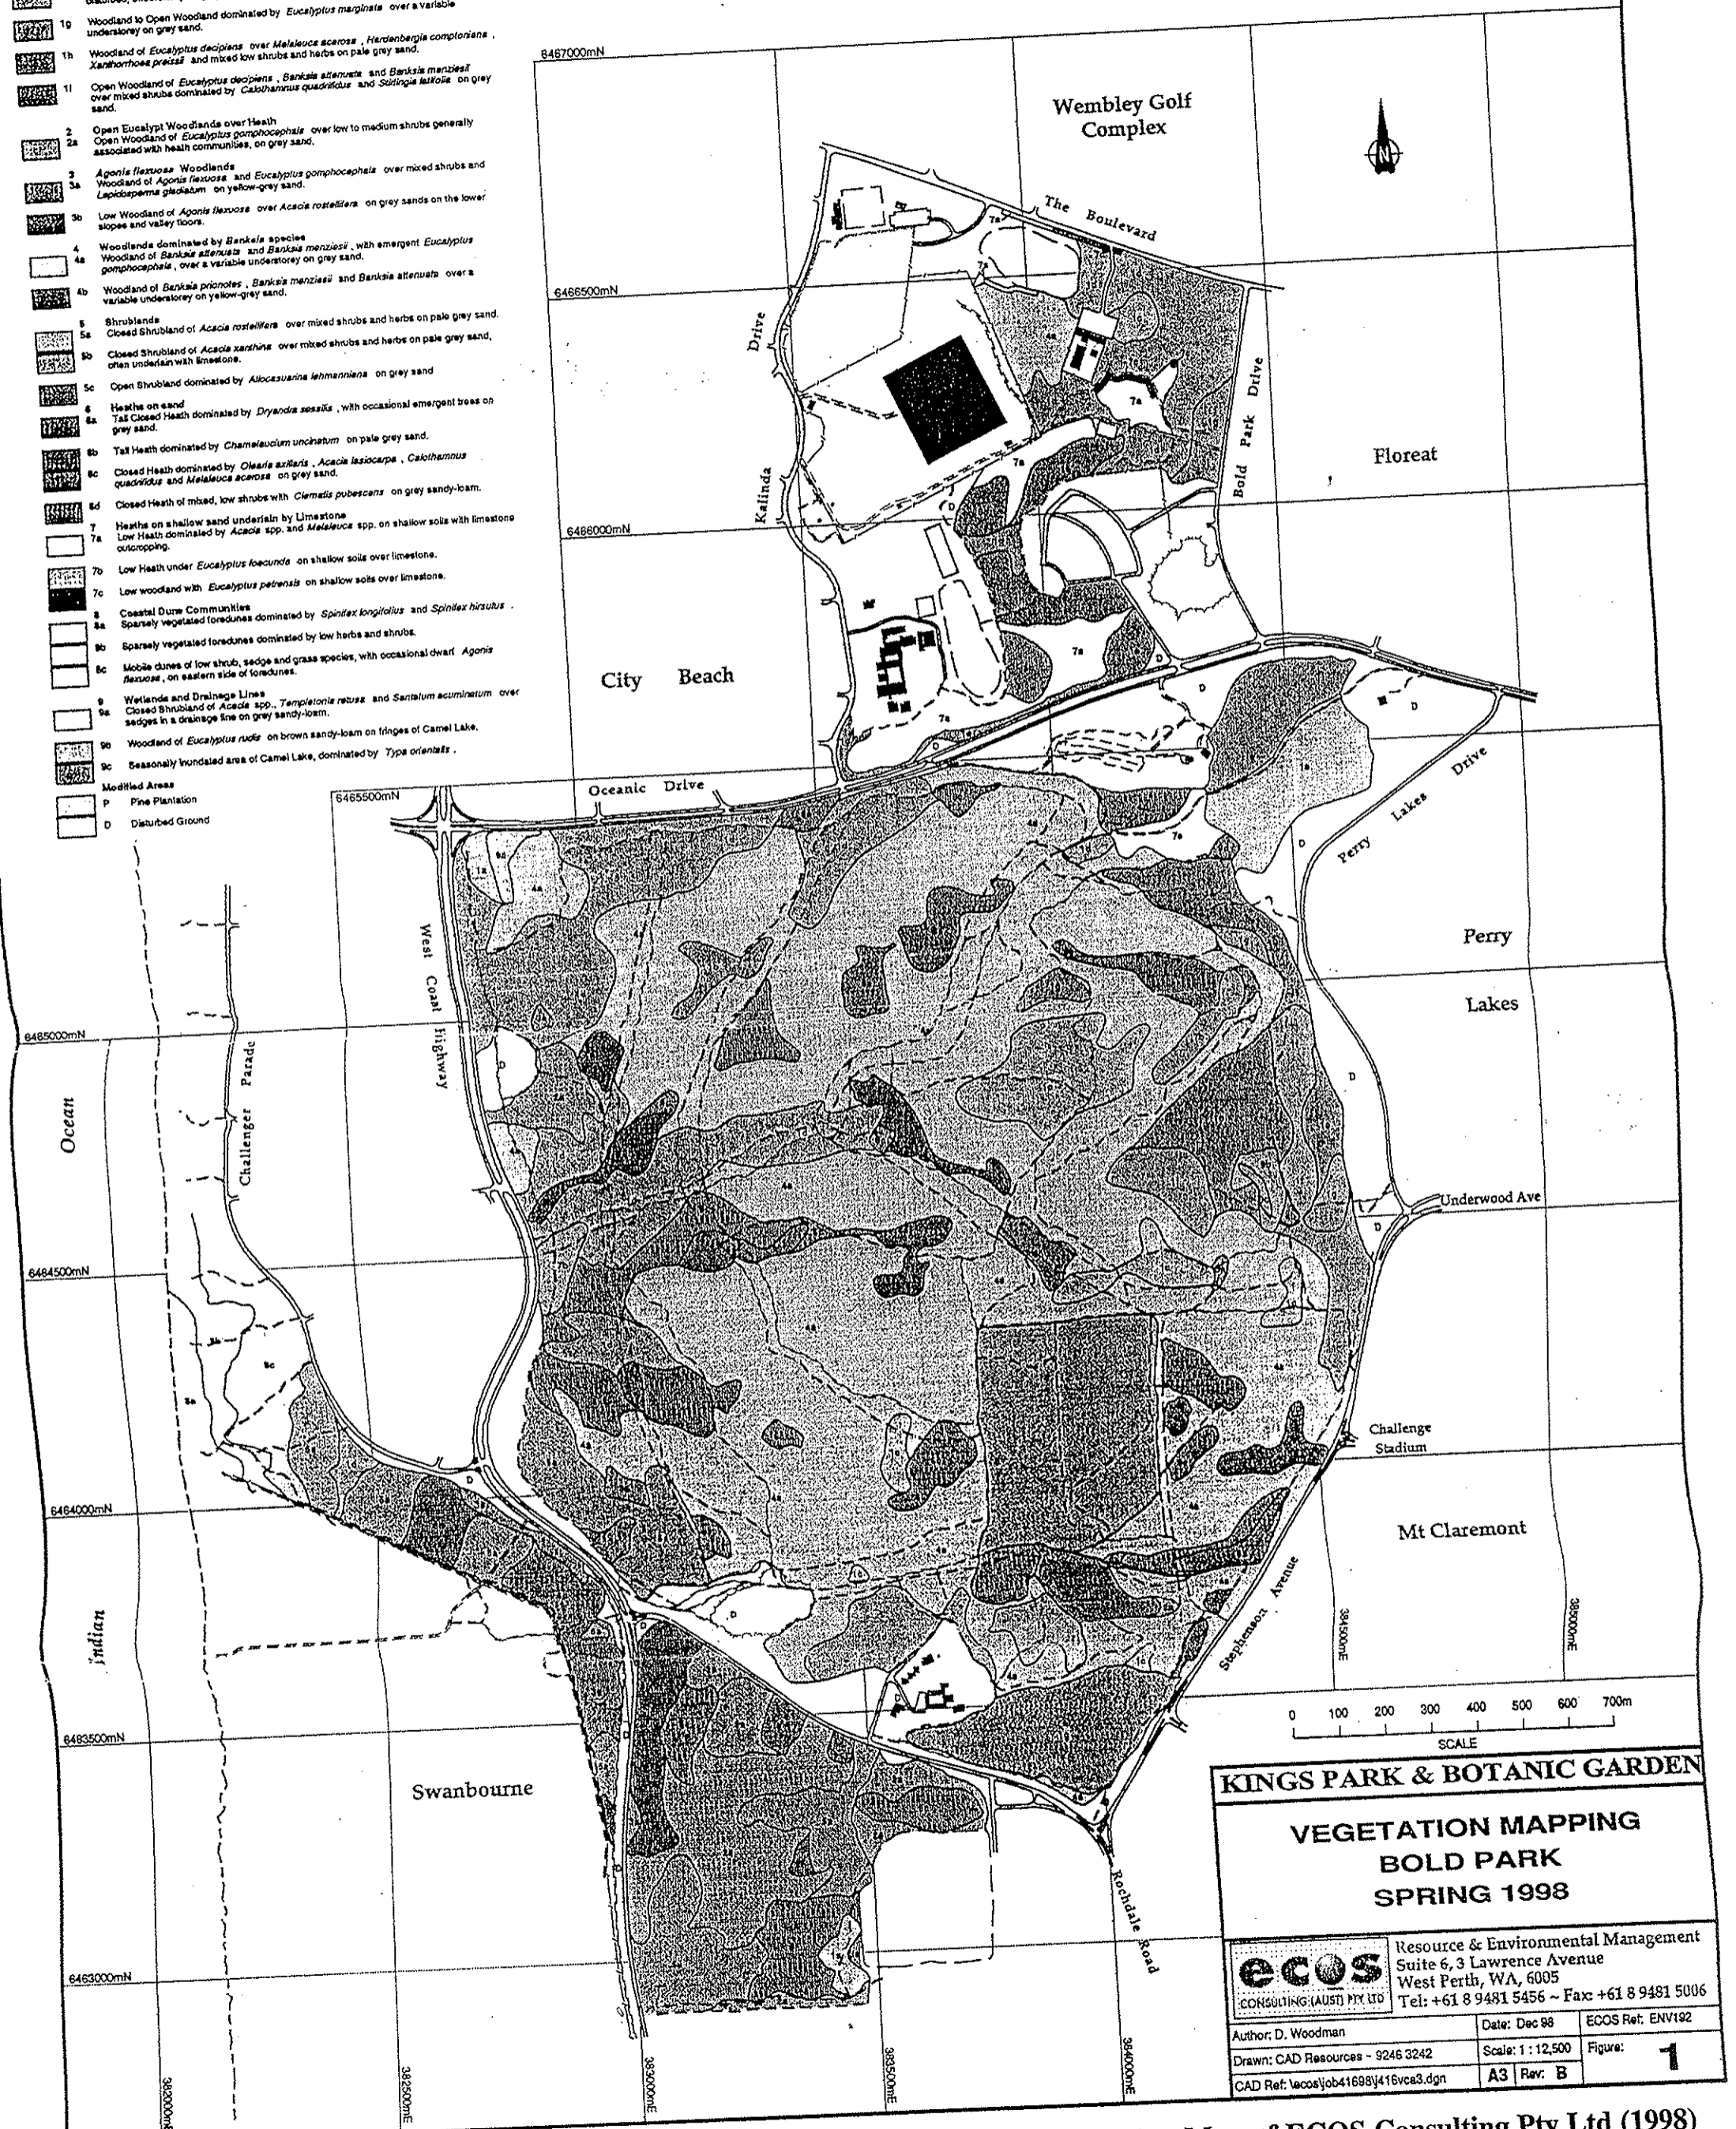 1g Woodland to Open Woodland dominated by Eucalyptus marginata over a variable
understorey on grey sand.
1h Woodland of Eucalyptus decipiens over Melaleuca acerosa , Hardenbergia comptoniana ,
Xanthorrhoea preissii and mixed low shrubs and herbs on pale grey sand.
1i Open Woodland of Eucalyptus decipiens , Banksia attenuata and Banksia menziesii
over mixed shrubs dominated by Calothamnus quadrifidus and Stirlingia latifolia on grey
sand.
2 Open Eucalypt Woodlands over Heath
2a Open Woodland of Eucalyptus gomphocephala over low to medium shrubs generally
associated with heath communities, on grey sand.
3 Agonis flexuosa Woodlands
3a Woodland of Agonis flexuosa and Eucalyptus gomphocephala over mixed shrubs and
Lepidosperma gladiatum on yellow-grey sand.
3b Low Woodland of Agonis flexuosa over Acacia rostellifera on grey sands on the lower
slopes and valley floors.
4 Woodlands dominated by Banksia species
4a Woodland of Banksia attenuata and Banksia menziesii , with emergent Eucalyptus
gomphocephala , over a variable understorey on grey sand.
4b Woodland of Banksia prionotes , Banksia menziesii and Banksia attenuata over a
variable understorey on yellow-grey sand.
5 Shrublands
5a Closed Shrubland of Acacia rostellifera over mixed shrubs and herbs on pale grey sand.
5b Closed Shrubland of Acacia xanthina over mixed shrubs and herbs on pale grey sand,
often underlain with limestone.
5c Open Shrubland dominated by Allocasuarina lehmanniana on grey sand
6 Heaths on sand
6a Tall Closed Heath dominated by Dryandra sessilis , with occasional emergent trees on
grey sand.
6b Tall Heath dominated by Chamelaucium uncinatum on pale grey sand.
6c Closed Heath dominated by Olearia axillaris , Acacia lasiocarpa , Calothamnus
quadrifidus and Melaleuca acerosa on grey sand.
6d Closed Heath of mixed, low shrubs with Clematis pubescens on grey sandy-loam.
7 Heaths on shallow sand underlain by Limestone
7a Low Heath dominated by Acacia spp. and Melaleuca spp. on shallow soils with limestone
outcropping.
7b Low Heath under Eucalyptus foecunda on shallow soils over limestone.
7c Low woodland with Eucalyptus petrensis on shallow soils over limestone.
8 Coastal Dune Communities
8a Sparsely vegetated foredunes dominated by Spinifex longifolius and Spinifex hirsutus .
8b Sparsely vegetated foredunes dominated by low herbs and shrubs.
8c Mobile dunes of low shrub, sedge and grass species, with occasional dwarf Agonis
flexuosa , on eastern side of foredunes.
9 Wetlands and Drainage Lines
9a Closed Shrubland of Acacia spp., Templetonia retusa and Santalum acuminatum over
sedges in a drainage line on grey sandy-loam.
9b Woodland of Eucalyptus rudis on brown sandy-loam on fringes of Camel Lake.
9c Seasonally inundated area of Camel Lake, dominated by Typa orientalis .
Modified Areas
P Pine Plantation
D Disturbed Ground
6467000mN
Wembley Golf
Complex
N
The Boulevard
6466500mN
Kalinda Drive
Bold Park Drive
Floreat
6466000mN
City Beach
Oceanic Drive
6465500mN
Perry Lakes Drive
Perry
Lakes
West Coast Highway
6465000mN
Challenger Parade
Indian Ocean
Underwood Ave
6464500mN
Challenge
Stadium
6464000mN
Mt Claremont
Stephenson Avenue
384500mE
385000mE
6463500mN
Swanbourne
Rochdale Road
6463000mN
382000m
382500mE
383000mE
383500mE
384000mE
0 100 200 300 400 500 600 700m
SCALE
KINGS PARK & BOTANIC GARDEN
VEGETATION MAPPING
BOLD PARK
SPRING 1998
ecos
CONSULTING (AUST) PTY LTD
Resource & Environmental Management
Suite 6, 3 Lawrence Avenue
West Perth, WA, 6005
Tel: +61 8 9481 5456 ~ Fax: +61 8 9481 5006
Author: D. Woodman
Date: Dec 98
ECOS Ref: ENV192
Drawn: CAD Resources ~ 9246 3242
Scale: 1 : 12,500
Figure: 1
CAD Ref: \ecos\job41698\j416vca3.dgn
A3 Rev: B
ECOS Consulting Pty Ltd (1998)